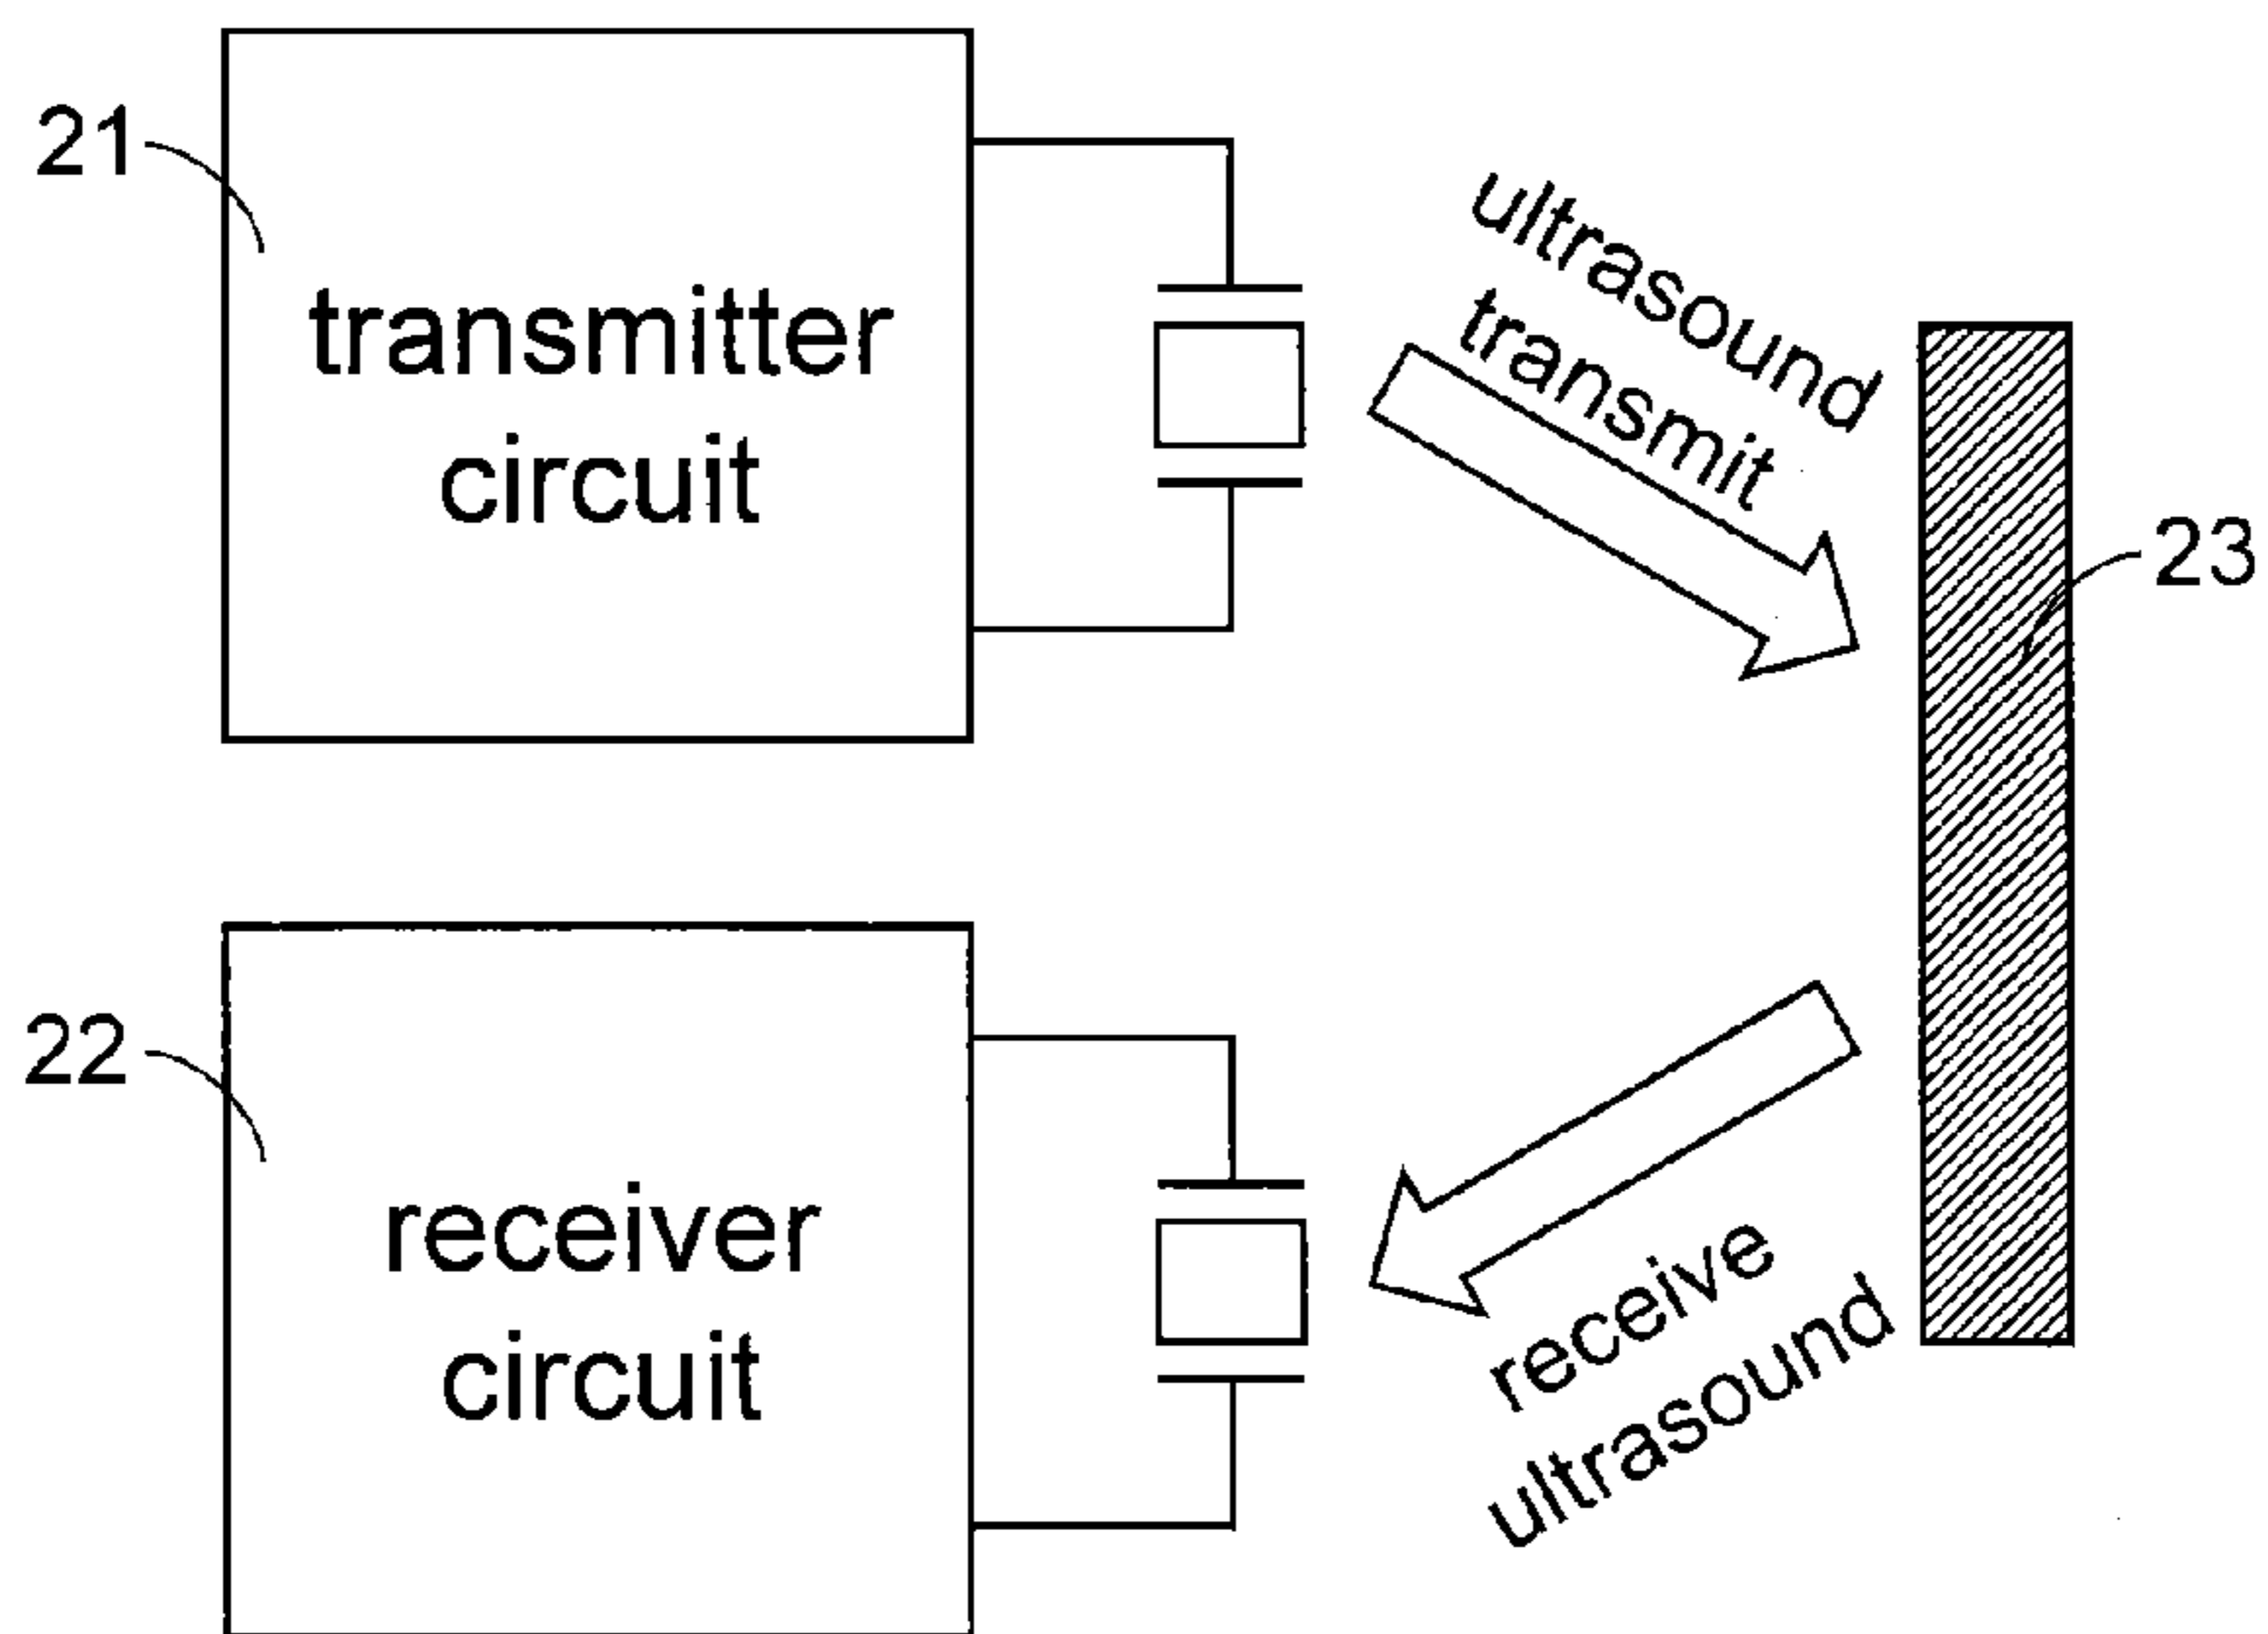 21
transmitter
circuit
ultrasound
transmit
23
22
receiver
circuit
receive
ultrasound